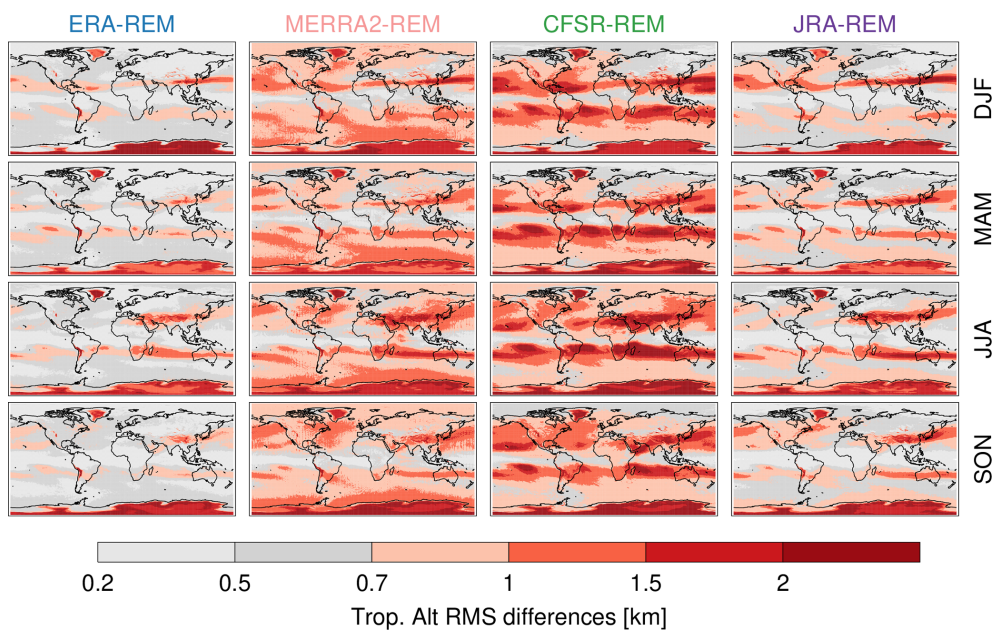 ERA-REM MERRA2-REM CFSR-REM JRA-REM
DJF
MAM
JJA
SON
0.2 0.5 0.7 1 1.5 2
Trop. Alt RMS differences [km]